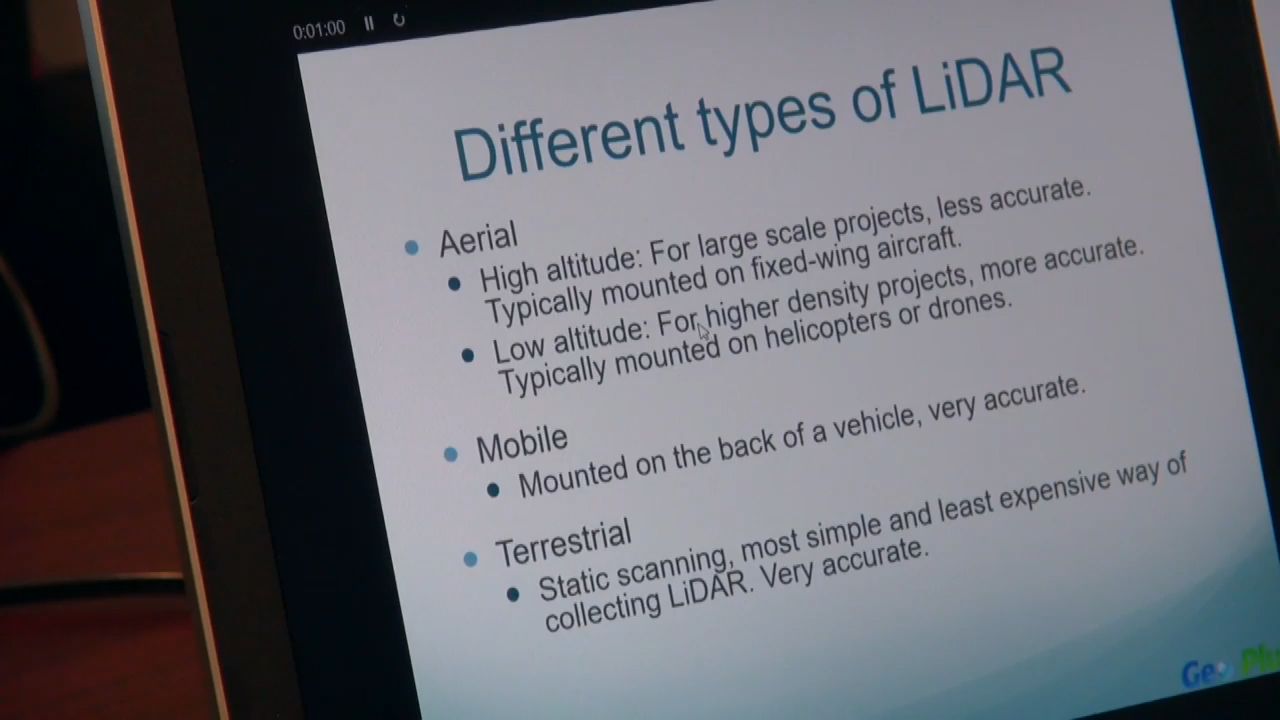 0:01:00
Different types of LiDAR
Aerial
High altitude: For large scale projects, less accurate.
Typically mounted on fixed-wing aircraft.
Low altitude: For higher density projects, more accurate.
Typically mounted on helicopters or drones.
Mobile
Mounted on the back of a vehicle, very accurate.
Terrestrial
Static scanning, most simple and least expensive way of
collecting LiDAR. Very accurate.